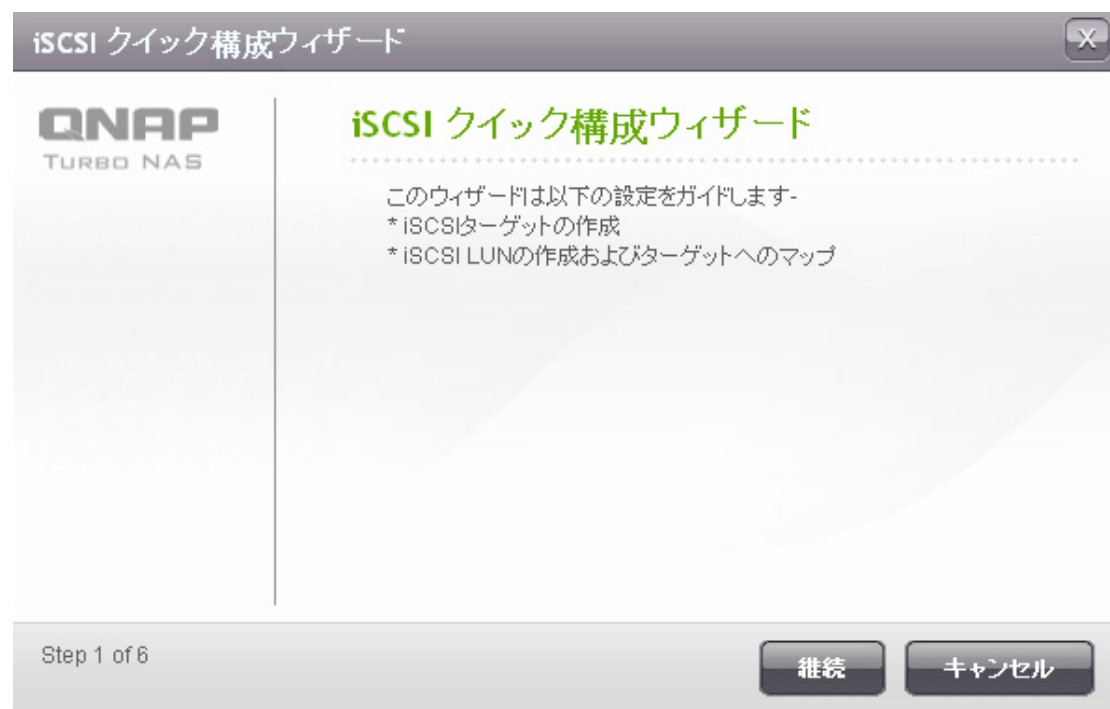 iSCSI クイック構成ウィザード
QNAP
TURBO NAS
iSCSI クイック構成ウィザード
このウィザードは以下の設定をガイドします-
* iSCSIターゲットの作成
* iSCSI LUNの作成およびターゲットへのマップ
Step 1 of 6
継続
キャンセル